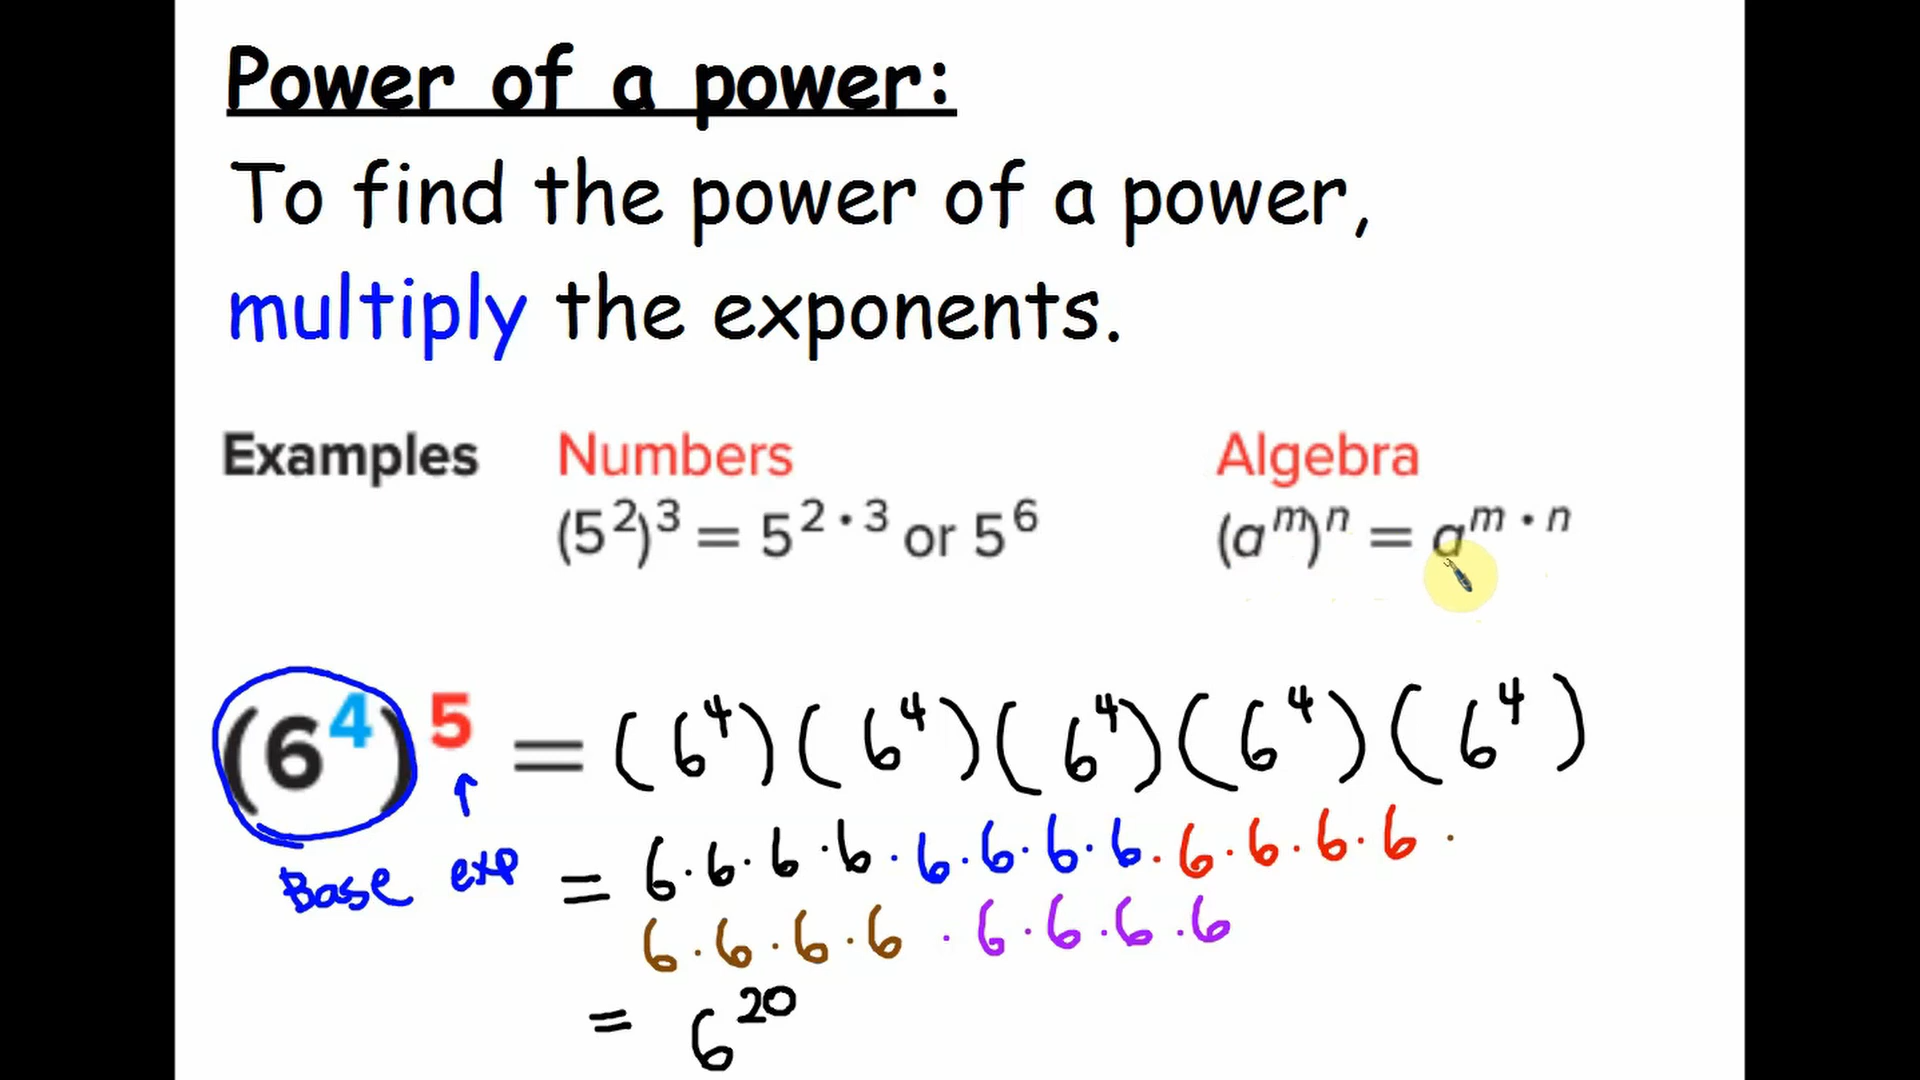 Power of a power:
To find the power of a power,
multiply the exponents.
Examples Numbers Algebra
(5²)³ = 5² · ³ or 5⁶ (aᵐ)ⁿ = aᵐ · ⁿ
(6⁴)⁵ = (6⁴)(6⁴)(6⁴)(6⁴)(6⁴)
↑
Base exp
= 6·6·6·6·6·6·6·6·6·6·6·6·
6·6·6·6·6·6·6·6
= 6²⁰